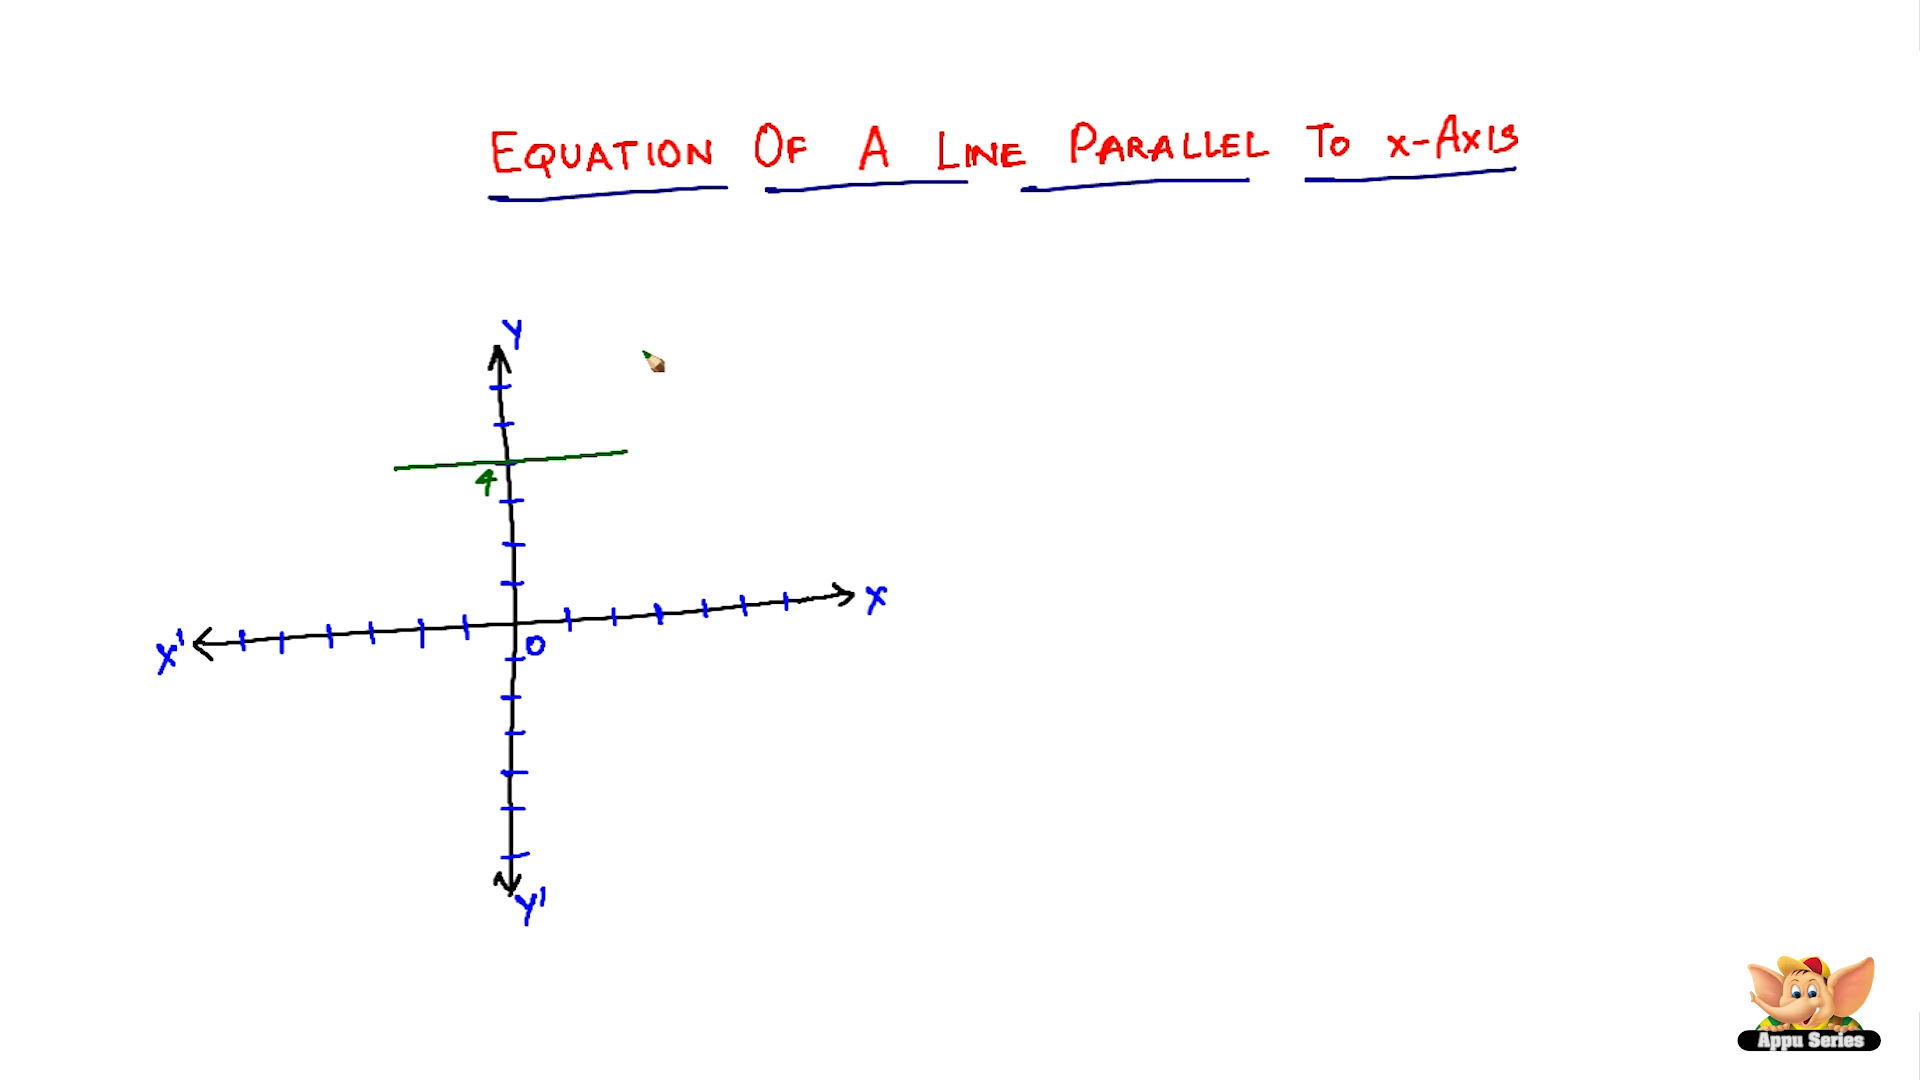 EQUATION OF A LINE PARALLEL TO x-AXIS
Y
4
X
X'
O
Y'
Appu Series